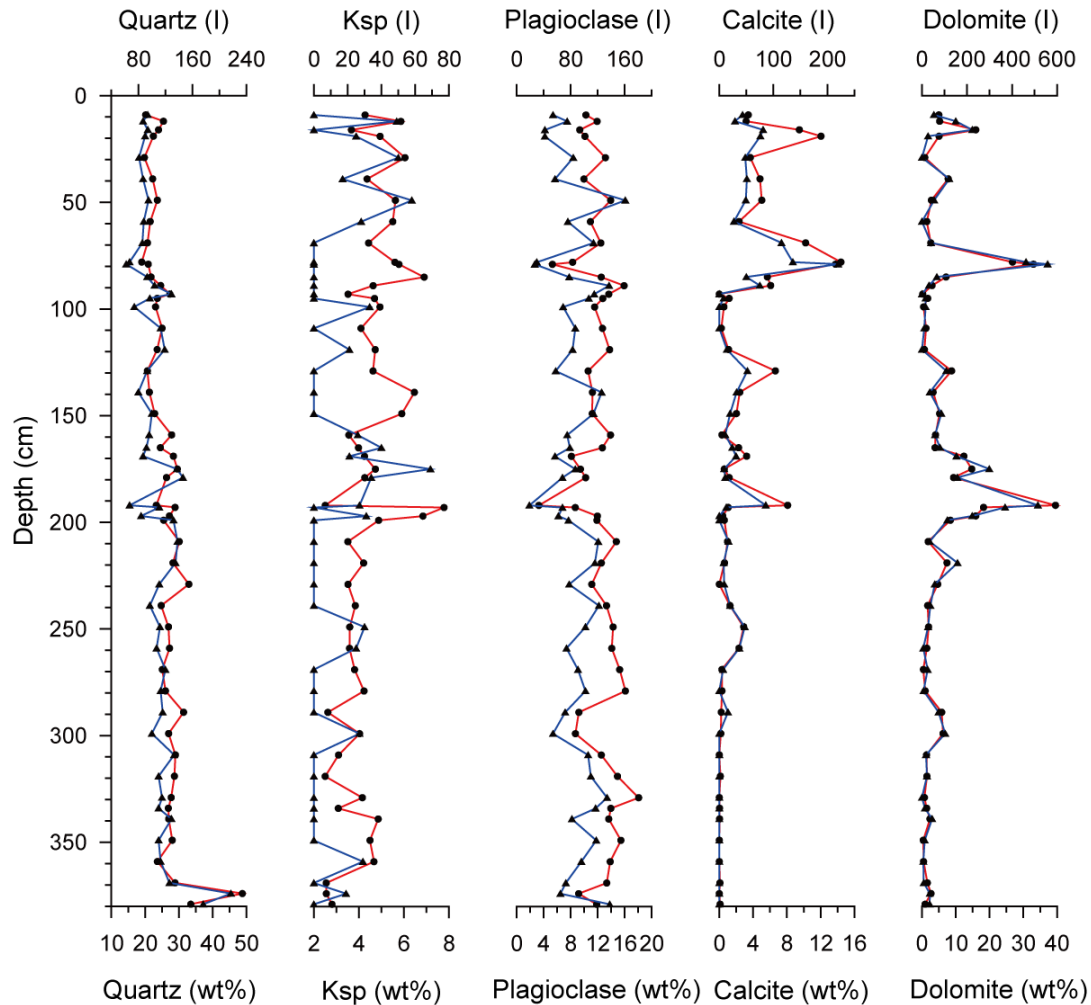 Quartz (I) Ksp (I) Plagioclase (I) Calcite (I) Dolomite (I)
80 160 240 0 20 40 60 80 0 80 160 0 100 200 0 200 400 600
0
50
100
150
200
250
300
350
Depth (cm)
10 20 30 40 50 2 4 6 8 0 4 8 12 16 20 0 4 8 12 16 0 10 20 30 40
Quartz (wt%) Ksp (wt%) Plagioclase (wt%) Calcite (wt%) Dolomite (wt%)